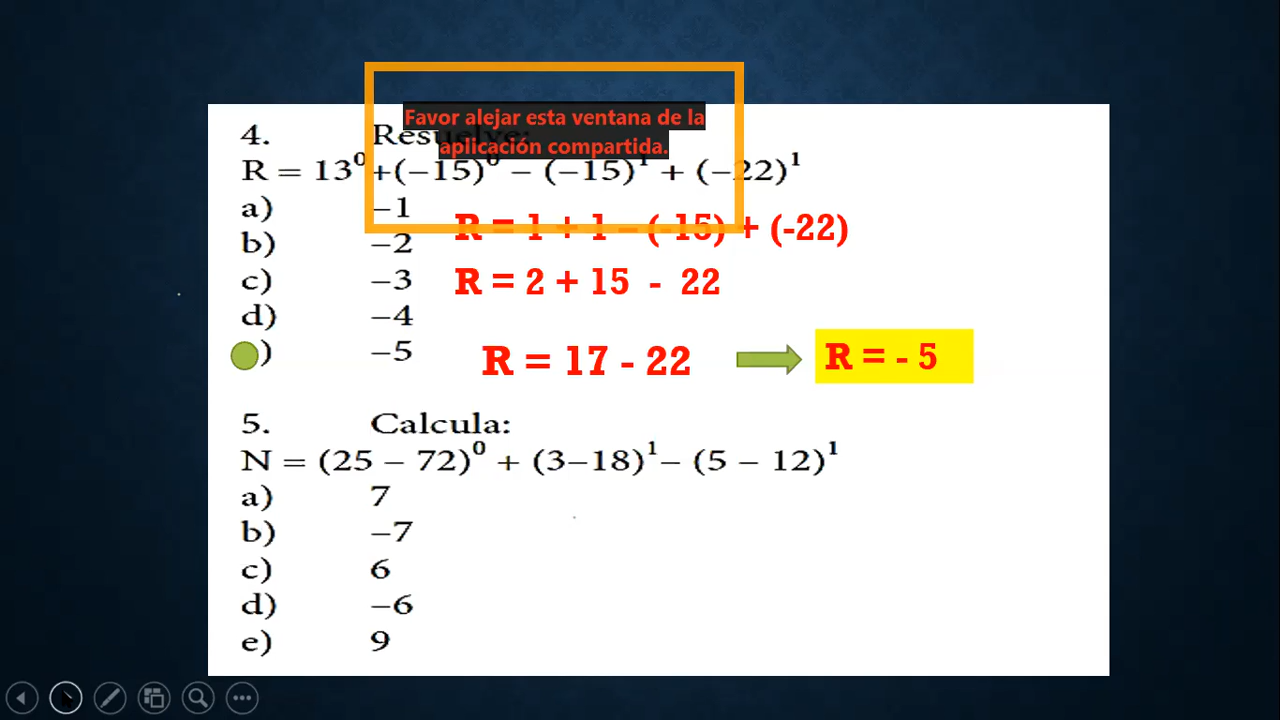 Favor alejar esta ventana de la
aplicación compartida.
4. Resuelve:
R = 13⁰ +(−15)⁰ − (−15)¹ + (−22)¹
a) −1
R = 1 + 1 – (-15) + (-22)
b) −2
c) −3
R = 2 + 15 - 22
d) −4
) −5
R = 17 - 22
R = - 5
5. Calcula:
N = (25 − 72)⁰ + (3−18)¹− (5 − 12)¹
a) 7
b) −7
c) 6
d) −6
e) 9